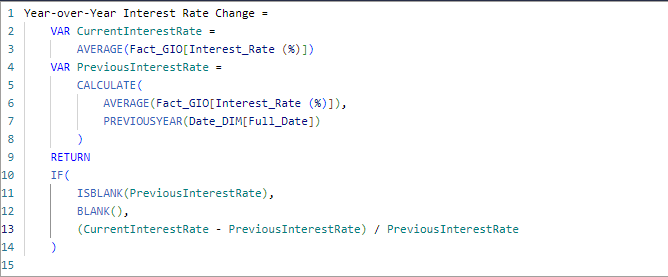 1 Year-over-Year Interest Rate Change =
2 VAR CurrentInterestRate =
3 AVERAGE(Fact_GIO[Interest_Rate (%)])
4 VAR PreviousInterestRate =
5 CALCULATE(
6 AVERAGE(Fact_GIO[Interest_Rate (%)]),
7 PREVIOUSYEAR(Date_DIM[Full_Date])
8 )
9 RETURN
10 IF(
11 ISBLANK(PreviousInterestRate),
12 BLANK(),
13 (CurrentInterestRate - PreviousInterestRate) / PreviousInterestRate
14 )
15